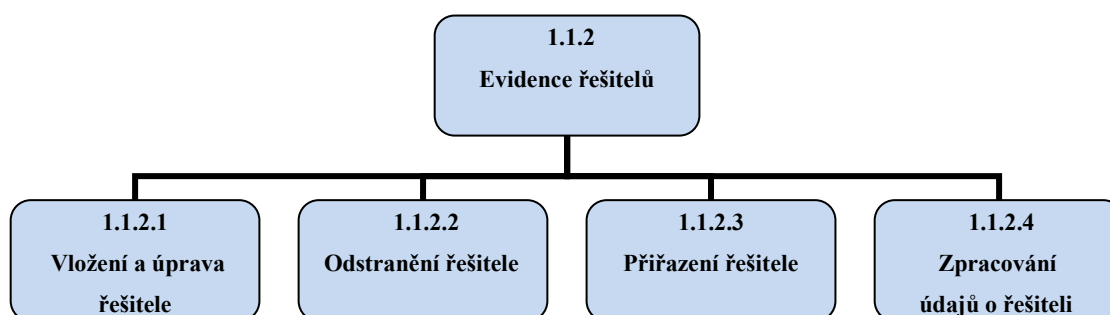 1.1.2
Evidence řešitelů
1.1.2.1
Vložení a úprava
řešitele
1.1.2.2
Odstranění řešitele
1.1.2.3
Přiřazení řešitele
1.1.2.4
Zpracování
údajů o řešiteli